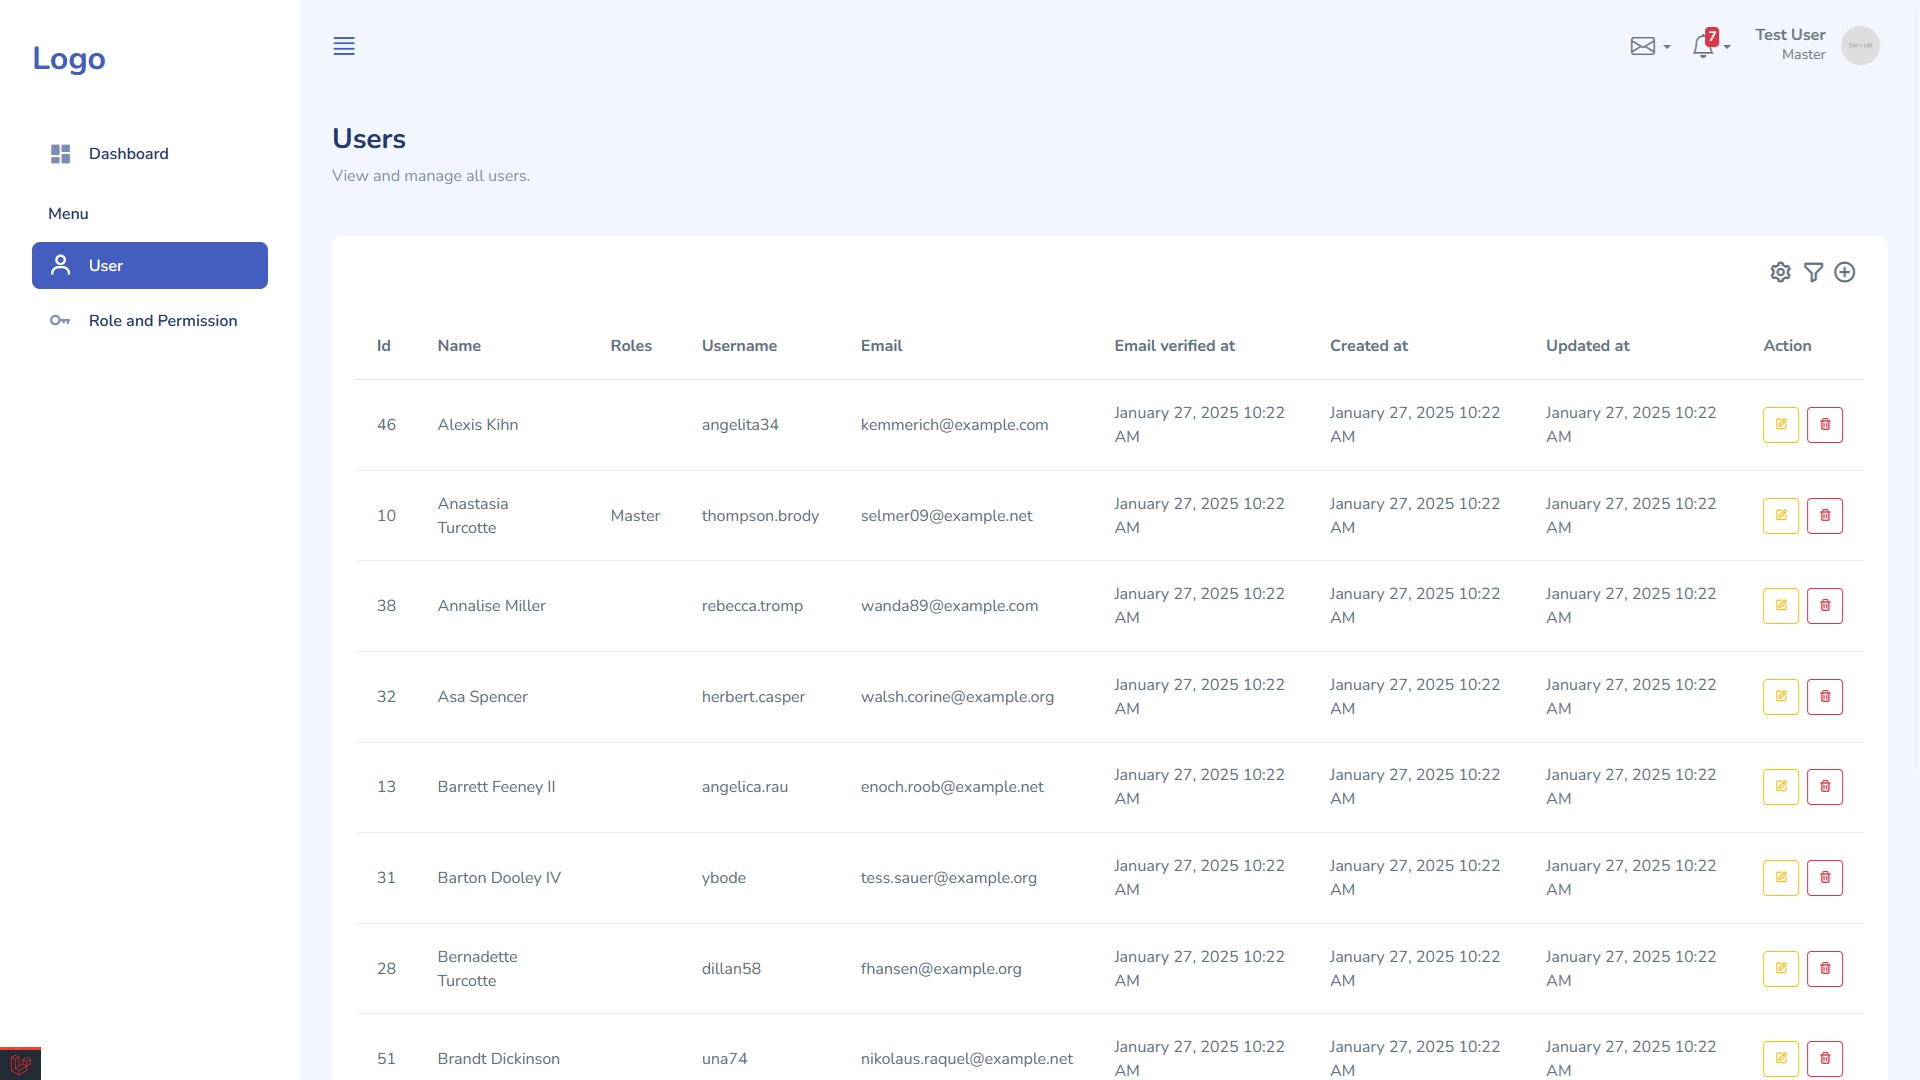 Logo
7
Test User
Master
Dashboard
Menu
User
Role and Permission
Users
View and manage all users.
Id Name Roles Username Email Email verified at Created at Updated at Action
46 Alexis Kihn angelita34 kemmerich@example.com January 27, 2025 10:22 AM January 27, 2025 10:22 AM January 27, 2025 10:22 AM
10 Anastasia Turcotte Master thompson.brody selmer09@example.net January 27, 2025 10:22 AM January 27, 2025 10:22 AM January 27, 2025 10:22 AM
38 Annalise Miller rebecca.tromp wanda89@example.com January 27, 2025 10:22 AM January 27, 2025 10:22 AM January 27, 2025 10:22 AM
32 Asa Spencer herbert.casper walsh.corine@example.org January 27, 2025 10:22 AM January 27, 2025 10:22 AM January 27, 2025 10:22 AM
13 Barrett Feeney II angelica.rau enoch.roob@example.net January 27, 2025 10:22 AM January 27, 2025 10:22 AM January 27, 2025 10:22 AM
31 Barton Dooley IV ybode tess.sauer@example.org January 27, 2025 10:22 AM January 27, 2025 10:22 AM January 27, 2025 10:22 AM
28 Bernadette Turcotte dillan58 fhansen@example.org January 27, 2025 10:22 AM January 27, 2025 10:22 AM January 27, 2025 10:22 AM
51 Brandt Dickinson una74 nikolaus.raquel@example.net January 27, 2025 10:22 AM January 27, 2025 10:22 AM January 27, 2025 10:22 AM